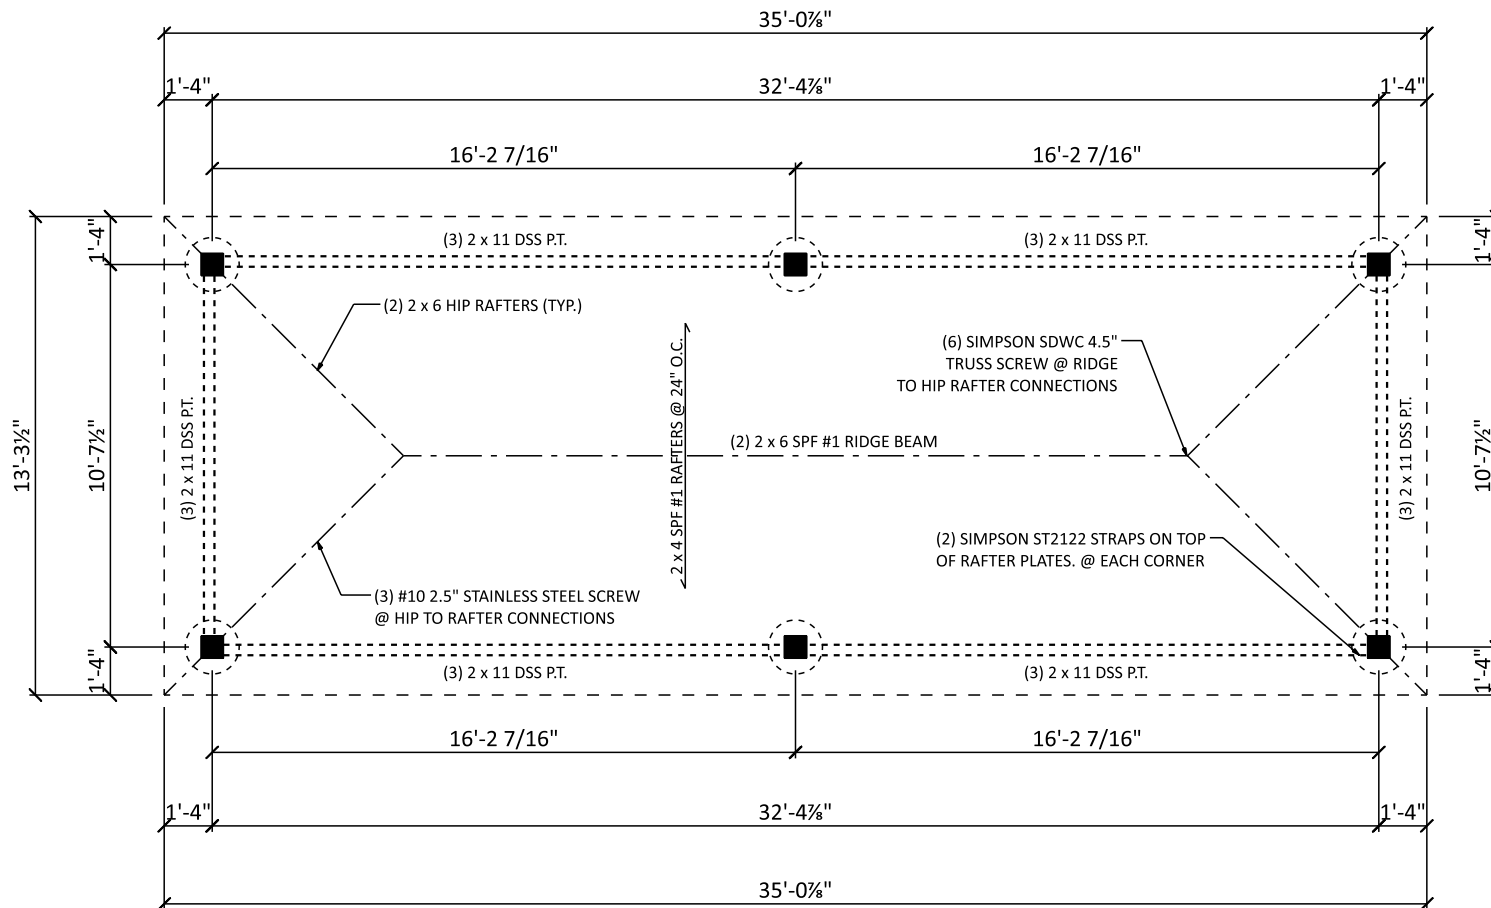 35'-0⅞"
1'-4"
32'-4⅞"
1'-4"
16'-2 7/16"
16'-2 7/16"
1'-4"
(3) 2 x 11 DSS P.T.
(3) 2 x 11 DSS P.T.
1'-4"
(2) 2 x 6 HIP RAFTERS (TYP.)
(6) SIMPSON SDWC 4.5"
TRUSS SCREW @ RIDGE
TO HIP RAFTER CONNECTIONS
13'-3½"
10'-7½"
(3) 2 x 11 DSS P.T.
2 x 4 SPF #1 RAFTERS @ 24" O.C.
(2) 2 x 6 SPF #1 RIDGE BEAM
(3) 2 x 11 DSS P.T.
10'-7½"
(2) SIMPSON ST2122 STRAPS ON TOP
OF RAFTER PLATES. @ EACH CORNER
(3) #10 2.5" STAINLESS STEEL SCREW
@ HIP TO RAFTER CONNECTIONS
1'-4"
(3) 2 x 11 DSS P.T.
(3) 2 x 11 DSS P.T.
1'-4"
16'-2 7/16"
16'-2 7/16"
1'-4"
32'-4⅞"
1'-4"
35'-0⅞"